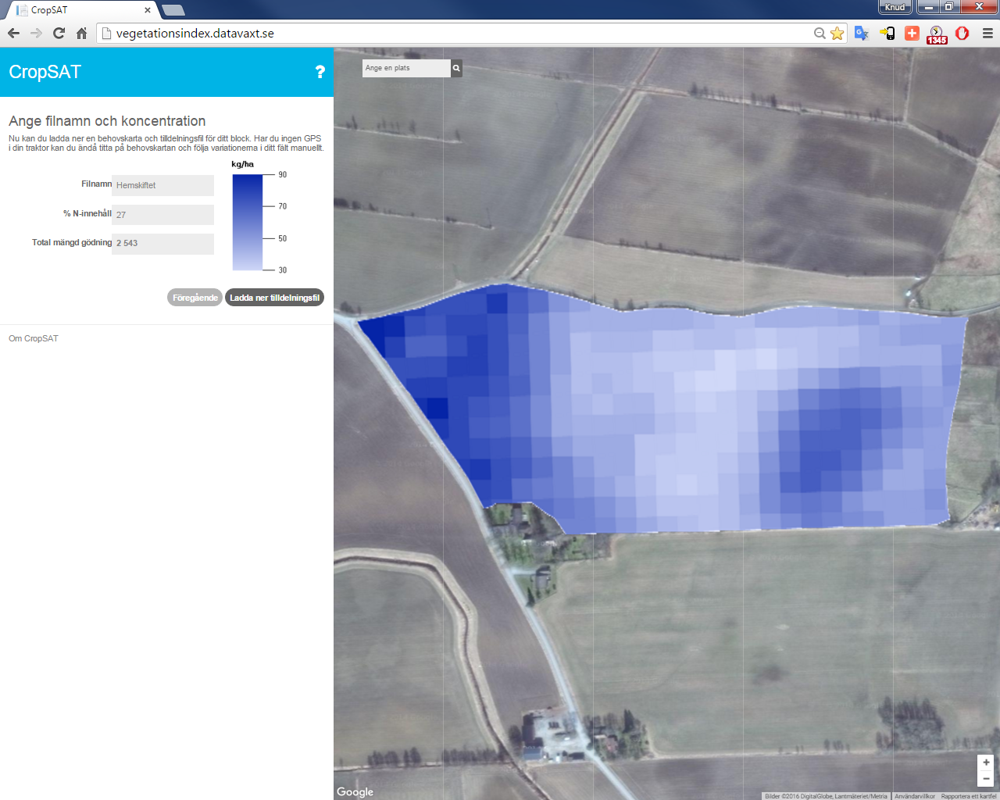 CropSAT
Knud
vegetationsindex.datavaxt.se
1345
CropSAT
?
Ange en plats
Ange filnamn och koncentration
Nu kan du ladda ner en behovskarta och tilldelningsfil för ditt block. Har du ingen GPS
i din traktor kan du ändå titta på behovskartan och följa variationerna i ditt fält manuellt.
kg/ha
90
70
50
30
Filnamn Hemskiftet
% N-innehåll 27
Total mängd gödning 2 543
Föregående Ladda ner tilldelningsfil
Om CropSAT
Google
Bilder ©2016 DigitalGlobe, Lantmäteriet/Metria Användarvillkor Rapportera ett kartfel